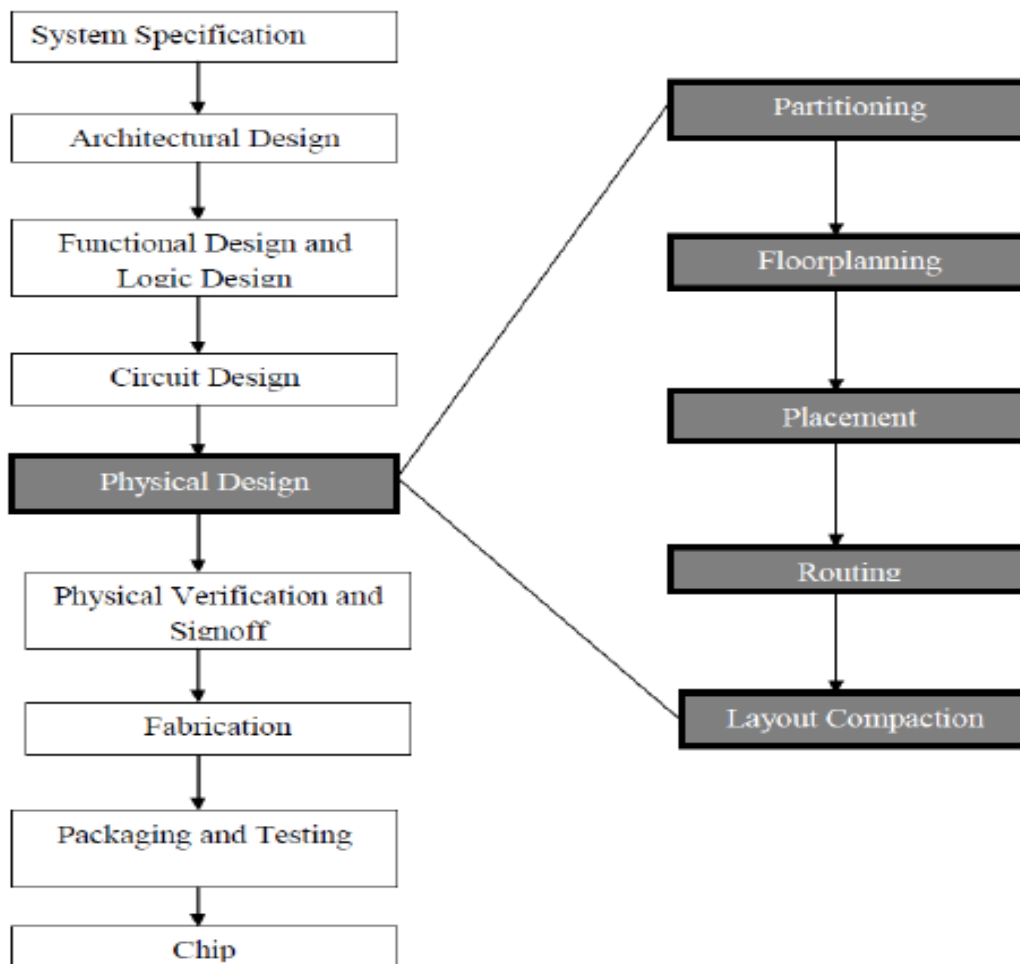 System Specification
Architectural Design
Functional Design and
Logic Design
Circuit Design
Physical Design
Physical Verification and
Signoff
Fabrication
Packaging and Testing
Chip
Partitioning
Floorplanning
Placement
Routing
Layout Compaction